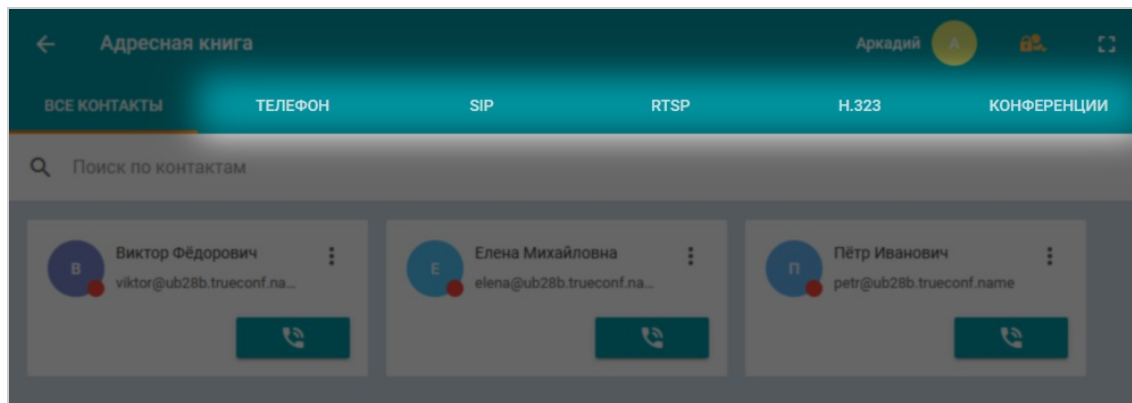 Адресная книга
Аркадий
А
ВСЕ КОНТАКТЫ
ТЕЛЕФОН
SIP
RTSP
H.323
КОНФЕРЕНЦИИ
Поиск по контактам
В
Виктор Фёдорович
viktor@ub28b.trueconf.na...
Е
Елена Михайловна
elena@ub28b.trueconf.na...
П
Пётр Иванович
petr@ub28b.trueconf.name